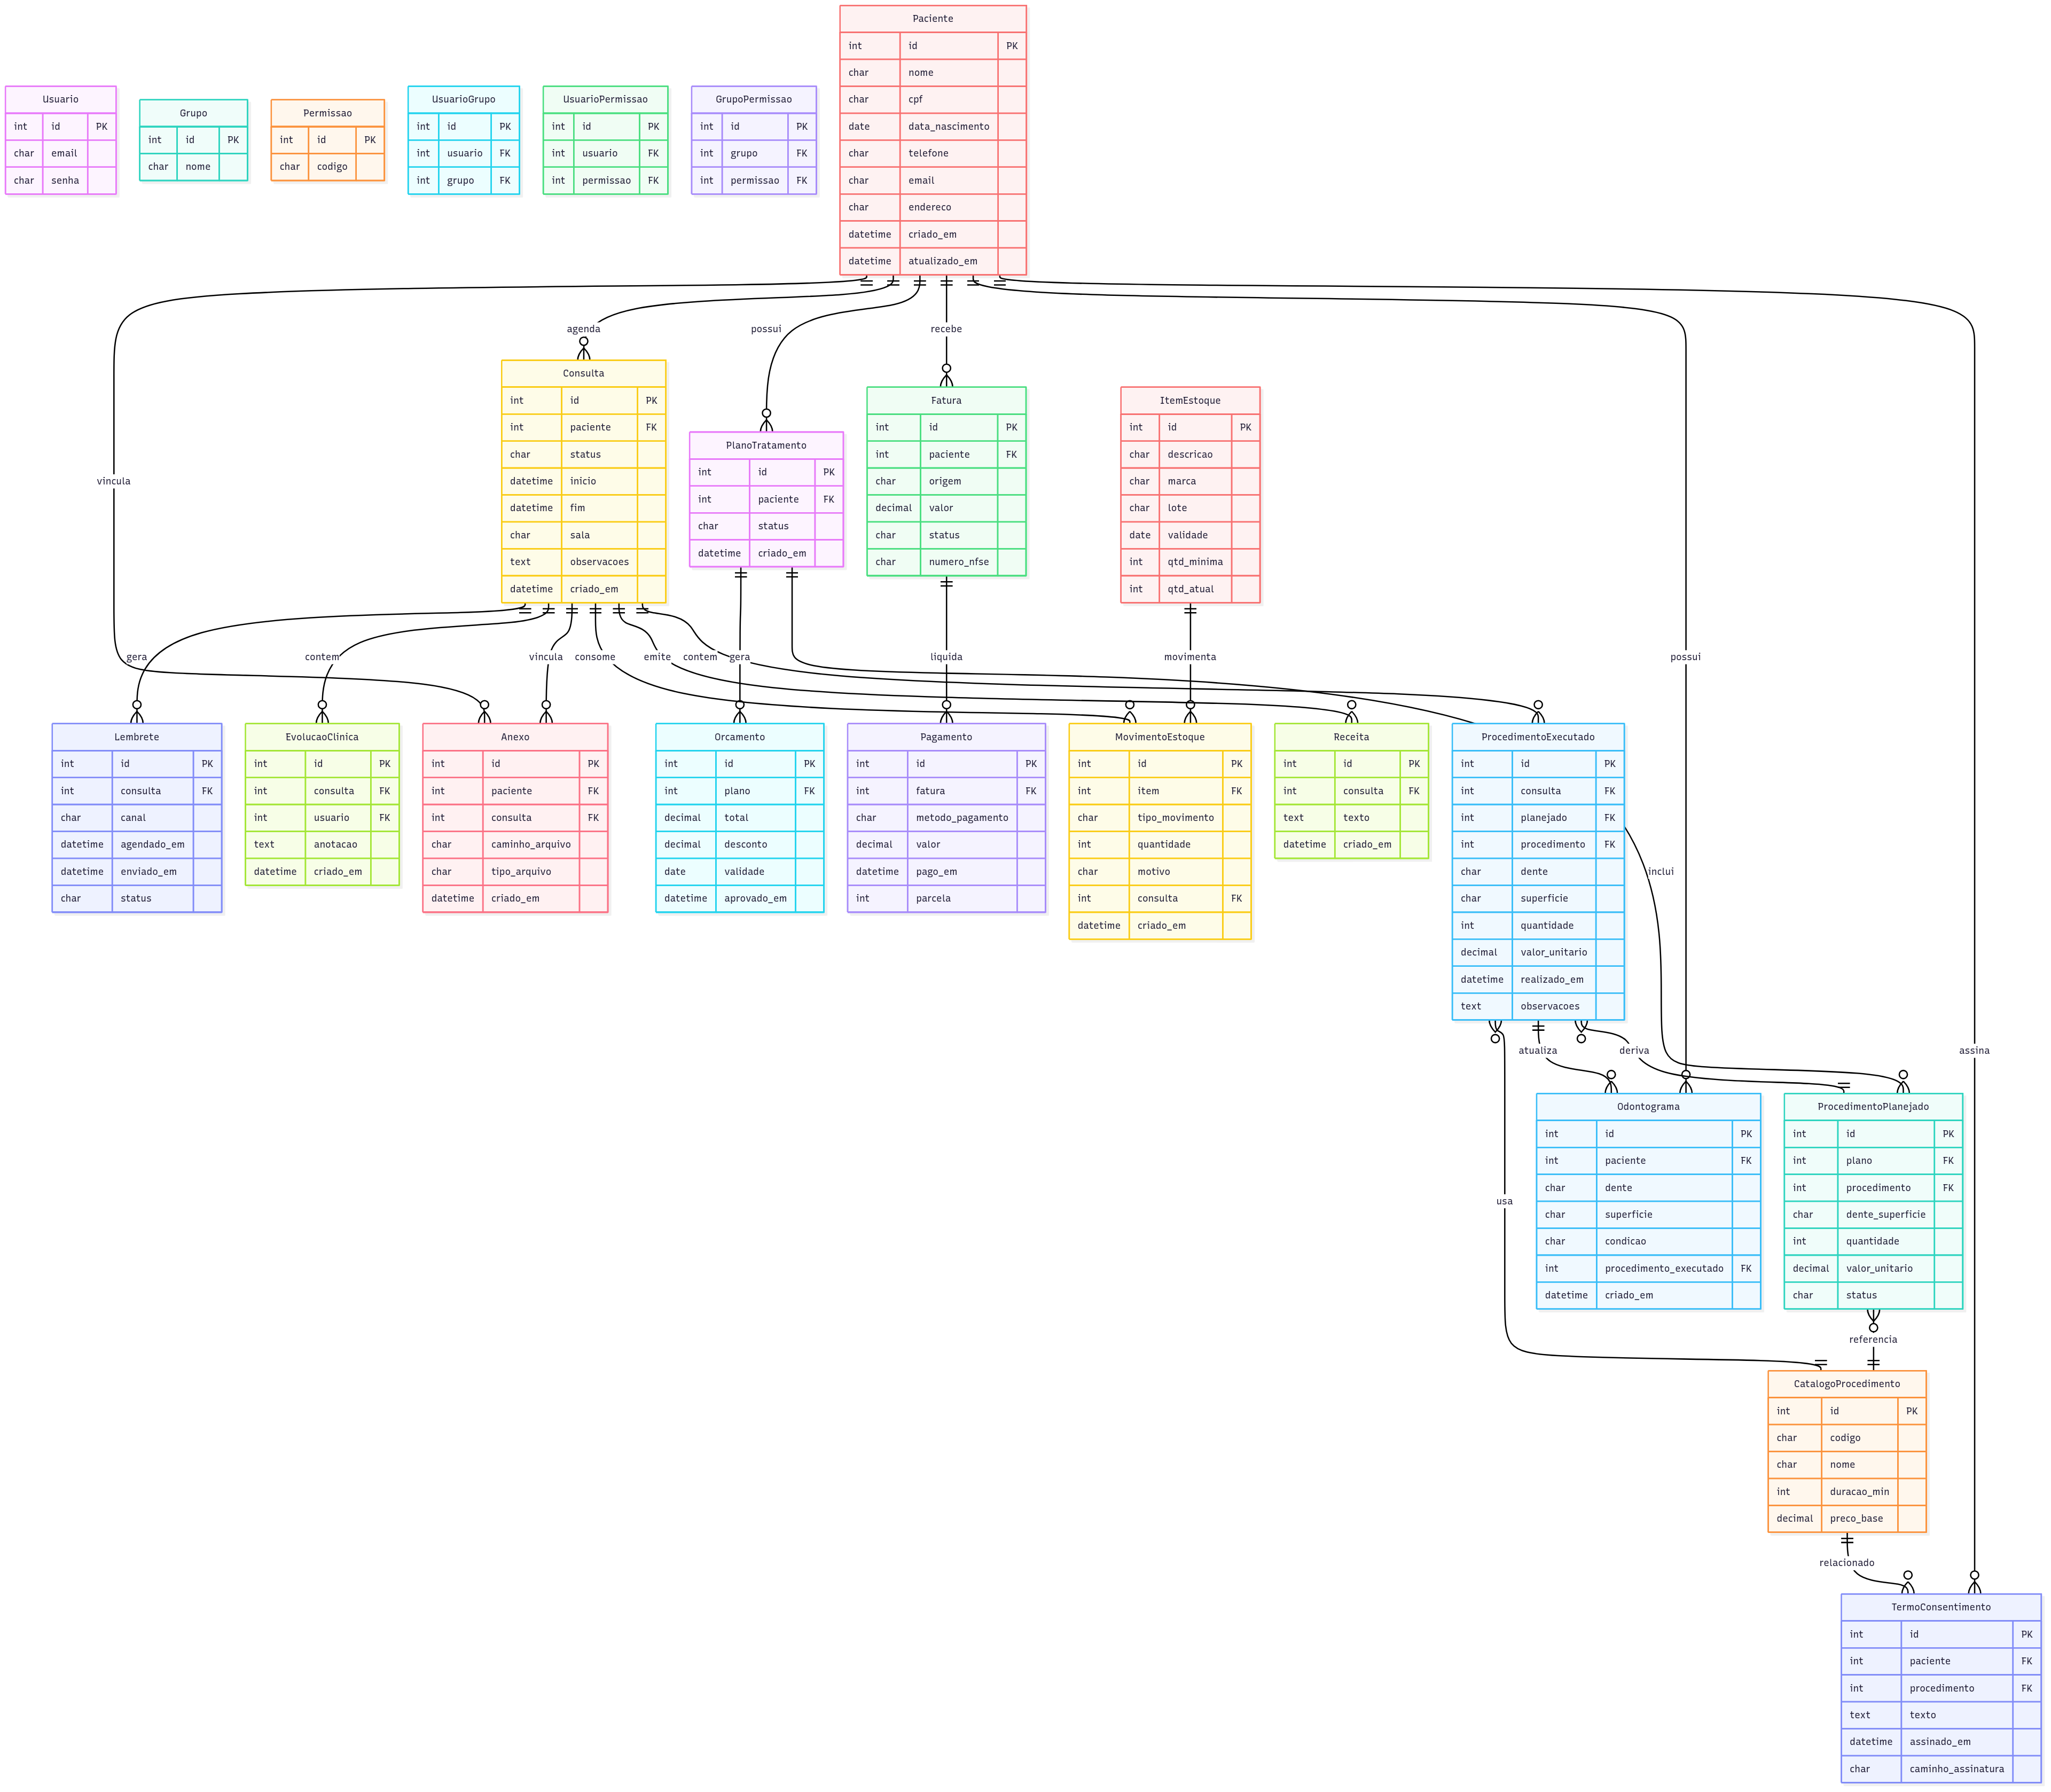 Paciente
int id PK
char nome
char cpf
date data_nascimento
char telefone
char email
char endereco
datetime criado_em
datetime atualizado_em
Usuario
int id PK
char email
char senha
Grupo
int id PK
char nome
Permissao
int id PK
char codigo
UsuarioGrupo
int id PK
int usuario FK
int grupo FK
UsuarioPermissao
int id PK
int usuario FK
int permissao FK
GrupoPermissao
int id PK
int grupo FK
int permissao FK
agenda
possui
recebe
Consulta
int id PK
int paciente FK
char status
datetime inicio
datetime fim
char sala
text observacoes
datetime criado_em
PlanoTratamento
int id PK
int paciente FK
char status
datetime criado_em
Fatura
int id PK
int paciente FK
char origem
decimal valor
char status
char numero_nfse
ItemEstoque
int id PK
char descricao
char marca
char lote
date validade
int qtd_minima
int qtd_atual
vincula
gera
contem
vincula
consome
emite
contem
gera
liquida
movimenta
possui
Lembrete
int id PK
int consulta FK
char canal
datetime agendado_em
datetime enviado_em
char status
EvolucaoClinica
int id PK
int consulta FK
int usuario FK
text anotacao
datetime criado_em
Anexo
int id PK
int paciente FK
int consulta FK
char caminho_arquivo
char tipo_arquivo
datetime criado_em
Orcamento
int id PK
int plano FK
decimal total
decimal desconto
date validade
datetime aprovado_em
Pagamento
int id PK
int fatura FK
char metodo_pagamento
decimal valor
datetime pago_em
int parcela
MovimentoEstoque
int id PK
int item FK
char tipo_movimento
int quantidade
char motivo
int consulta FK
datetime criado_em
Receita
int id PK
int consulta FK
text texto
datetime criado_em
ProcedimentoExecutado
int id PK
int consulta FK
int planejado FK
int procedimento FK
char dente
char superficie
int quantidade
decimal valor_unitario
datetime realizado_em
text observacoes
inclui
atualiza
deriva
assina
Odontograma
int id PK
int paciente FK
char dente
char superficie
char condicao
int procedimento_executado FK
datetime criado_em
ProcedimentoPlanejado
int id PK
int plano FK
int procedimento FK
char dente_superficie
int quantidade
decimal valor_unitario
char status
usa
referencia
CatalogoProcedimento
int id PK
char codigo
char nome
int duracao_min
decimal preco_base
relacionado
TermoConsentimento
int id PK
int paciente FK
int procedimento FK
text texto
datetime assinado_em
char caminho_assinatura